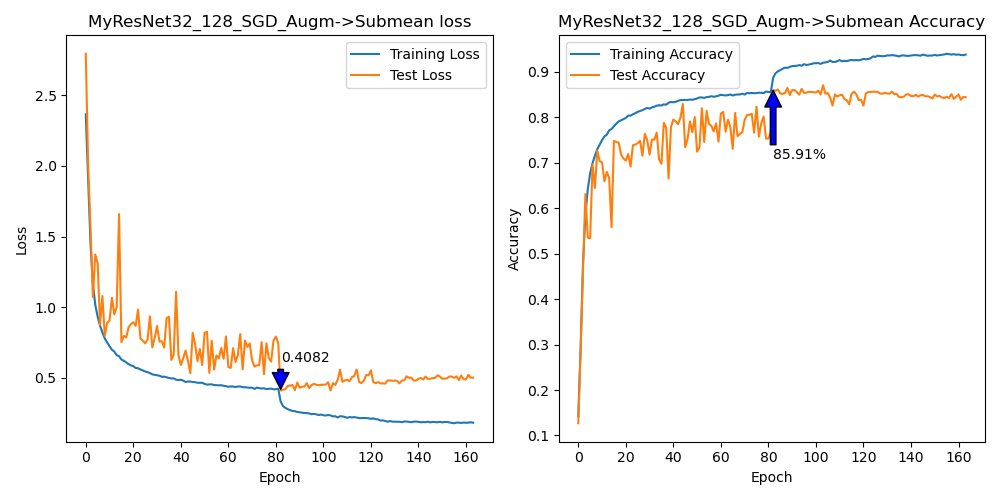 MyResNet32_128_SGD_Augm->Submean loss
Training Loss
Test Loss
2.5
2.0
1.5
1.0
0.5
Loss
0.4082
0 20 40 60 80 100 120 140 160
Epoch
MyResNet32_128_SGD_Augm->Submean Accuracy
Training Accuracy
Test Accuracy
0.9
0.8
0.7
0.6
0.5
0.4
0.3
0.2
0.1
Accuracy
85.91%
0 20 40 60 80 100 120 140 160
Epoch